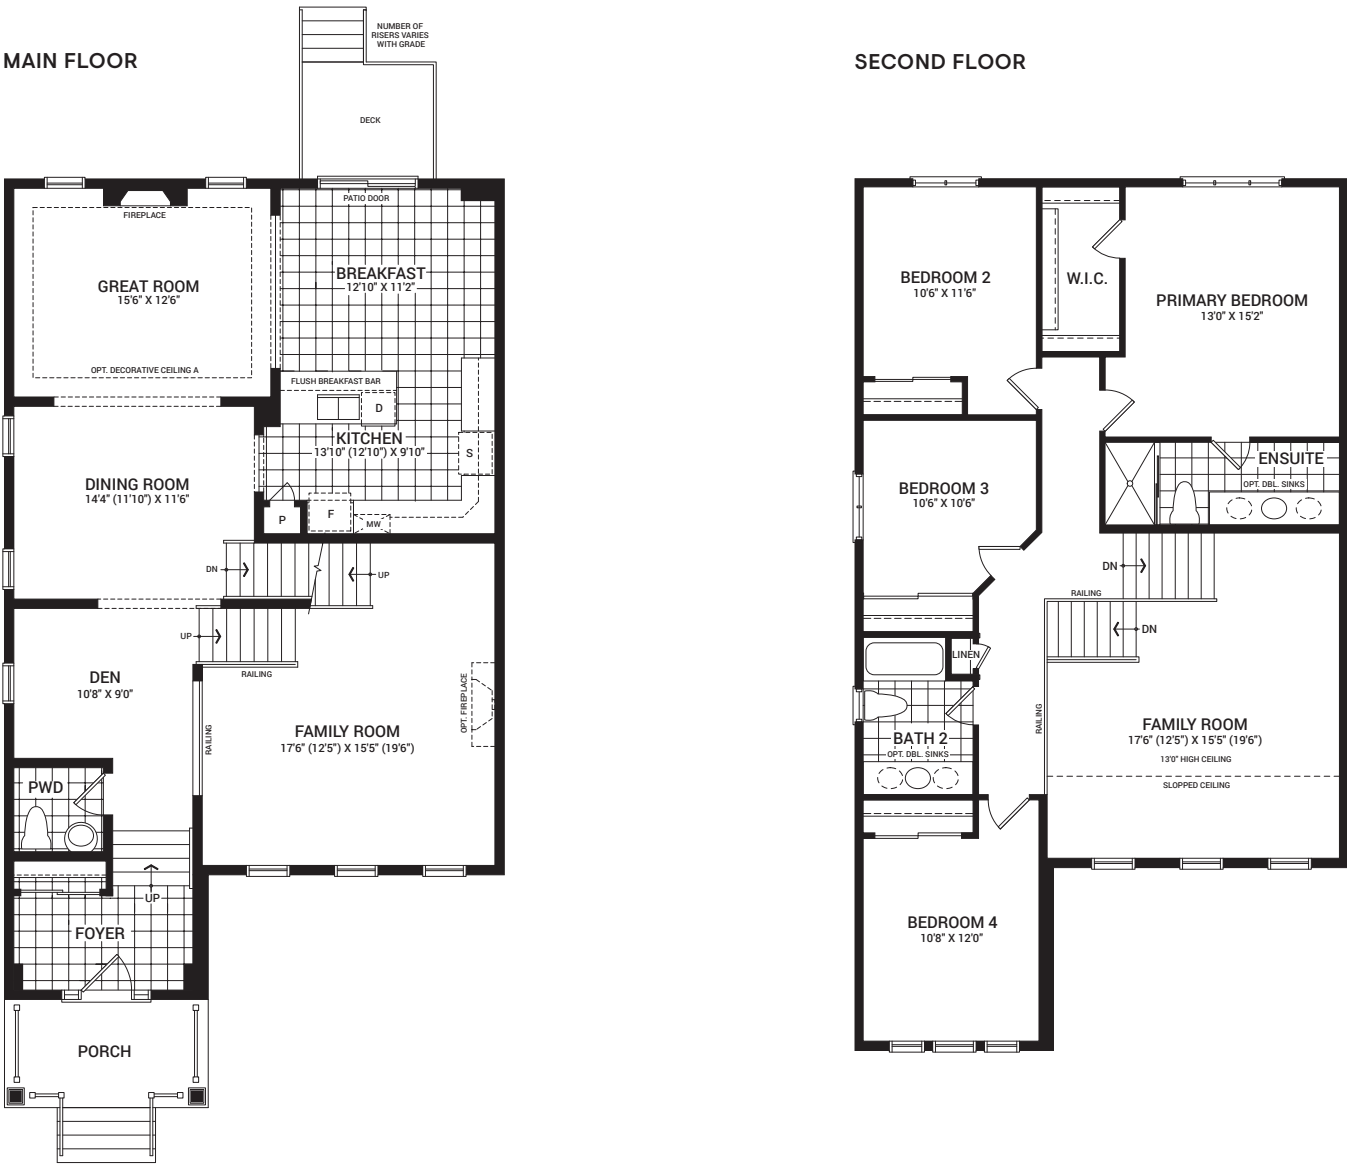 MAIN FLOOR
NUMBER OF
RISERS VARIES
WITH GRADE
DECK
PATIO DOOR
FIREPLACE
GREAT ROOM
15'6" X 12'6"
OPT. DECORATIVE CEILING A
BREAKFAST
12'10" X 11'2"
FLUSH BREAKFAST BAR
D
KITCHEN
13'10" (12'10") X 9'10"
S
DINING ROOM
14'4" (11'10") X 11'6"
P
F
MW
DN
UP
UP
RAILING
DEN
10'8" X 9'0"
RAILING
FAMILY ROOM
17'6" (12'5") X 15'5" (19'6")
OPT. FIREPLACE
PWD
UP
FOYER
PORCH
SECOND FLOOR
BEDROOM 2
10'6" X 11'6"
W.I.C.
PRIMARY BEDROOM
13'0" X 15'2"
ENSUITE
OPT. DBL. SINKS
BEDROOM 3
10'6" X 10'6"
DN
RAILING
DN
LINEN
RAILING
BATH 2
OPT. DBL. SINKS
FAMILY ROOM
17'6" (12'5") X 15'5" (19'6")
13'0" HIGH CEILING
SLOPPED CEILING
BEDROOM 4
10'8" X 12'0"